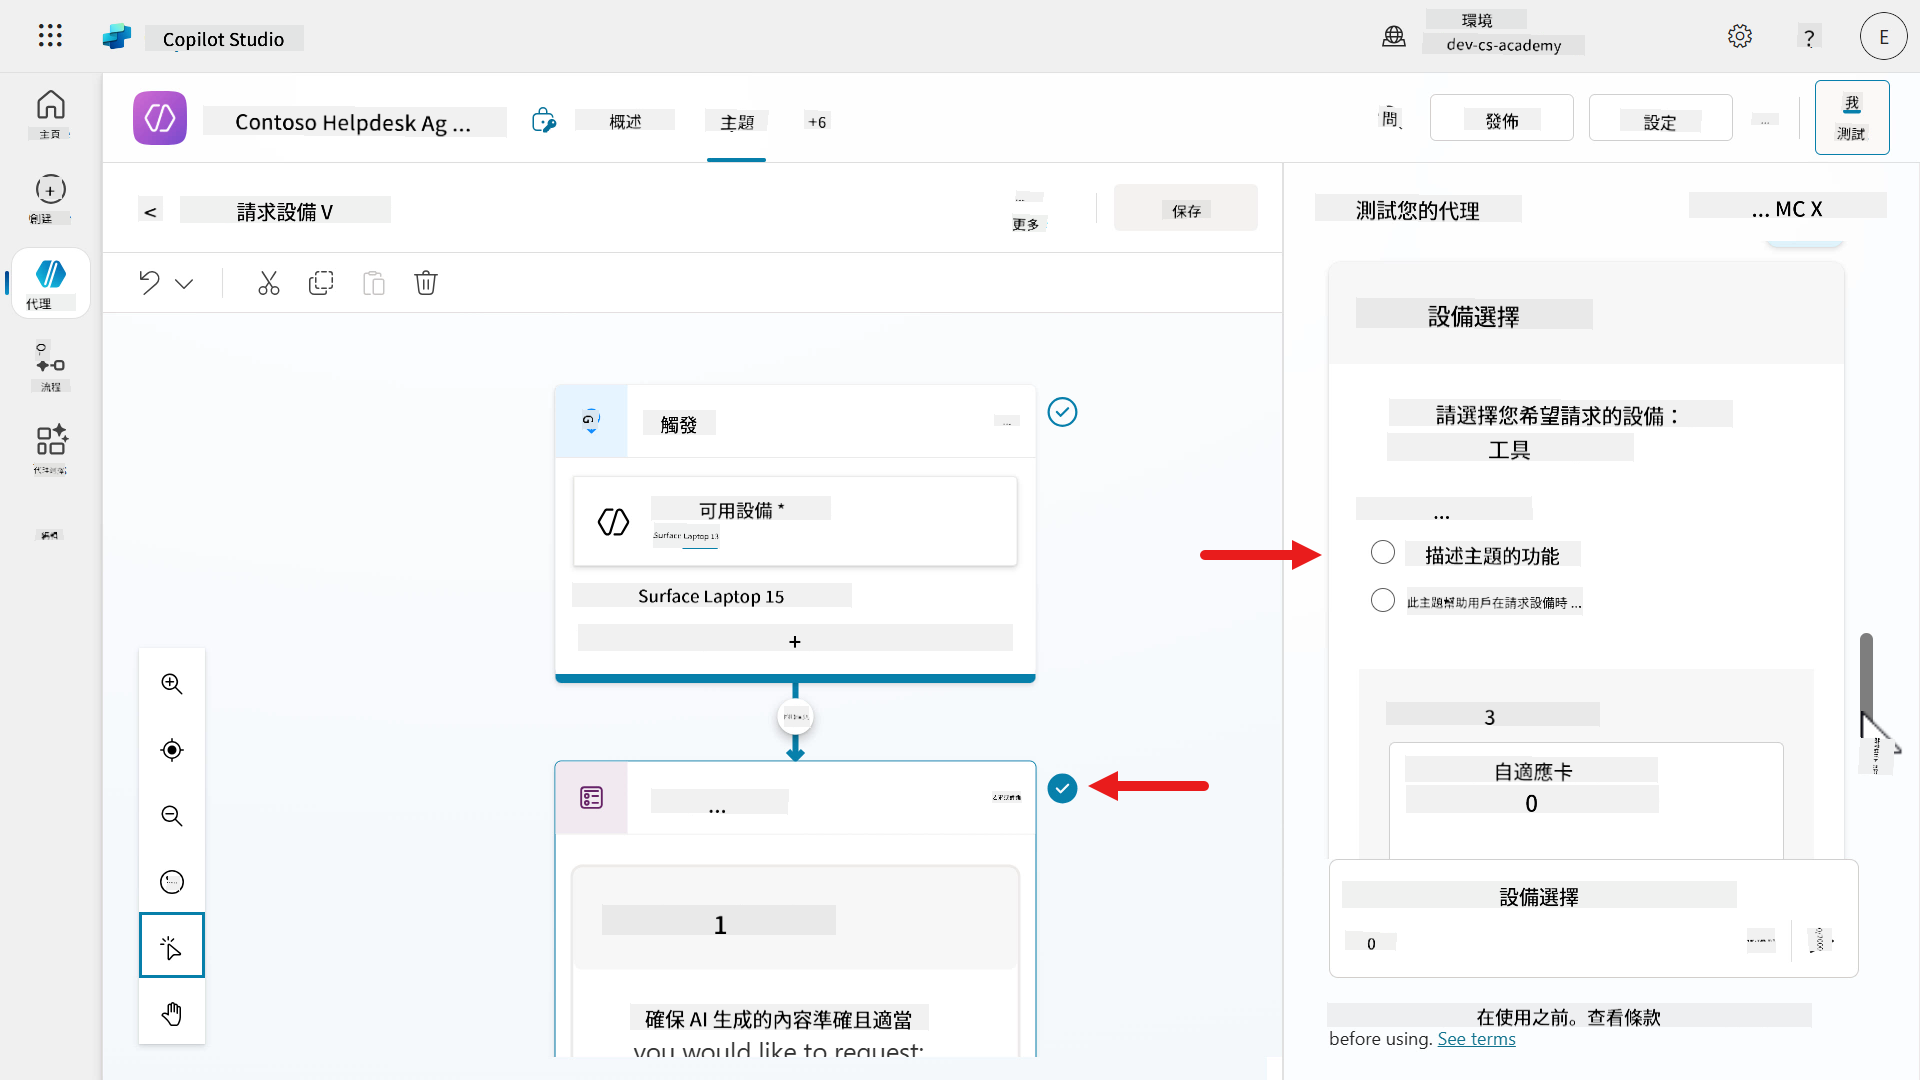 Copilot Studio
環境
dev-cs-academy
?
E
主頁
創建
代理
流程
編輯
Contoso Helpdesk Ag ...
概述
主題
+6
問
發佈
設定
...
我
測試
<
請求設備 V
...
更多
保存
觸發
...
可用設備 *
Surface Laptop 13
Surface Laptop 15
+
...
1
確保 AI 生成的內容準確且適當
you would like to request:
測試您的代理
... MC X
設備選擇
請選擇您希望請求的設備：
工具
...
描述主題的功能
此主題幫助用戶在請求設備時 ...
3
自適應卡
0
設備選擇
0
在使用之前。查看條款
before using. See terms